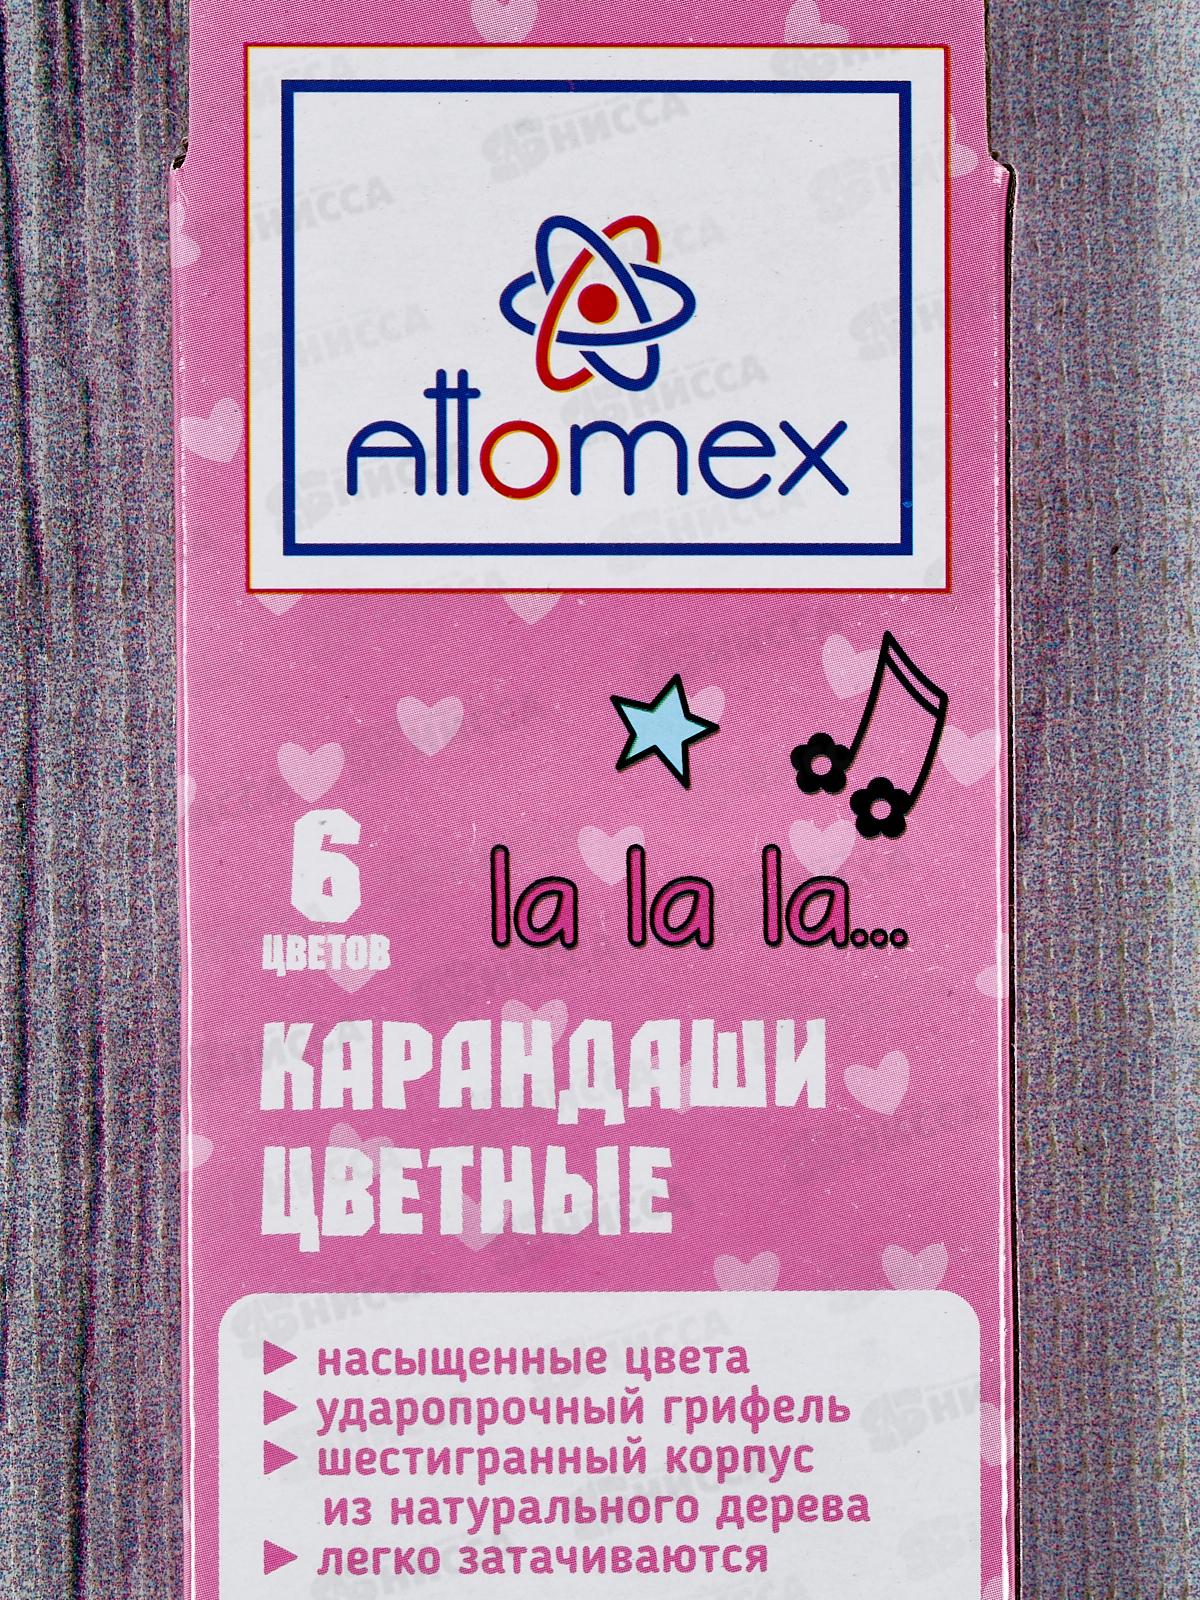 attomex
6
ЦВЕТОВ
la la la...
КАРАНДАШИ
ЦВЕТНЫЕ
насыщенные цвета
ударопрочный грифель
шестигранный корпус
из натурального дерева
легко затачиваются